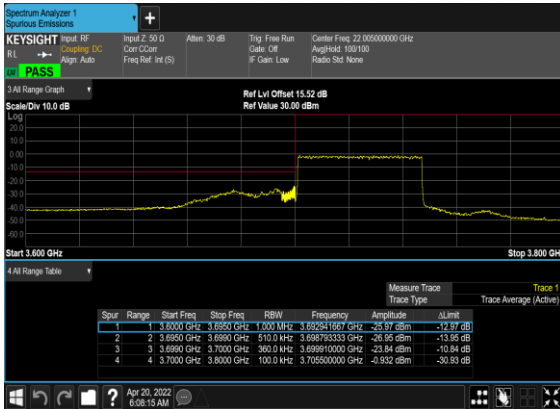 Spectrum Analyzer 1
Spurious Emissions
KEYSIGHT Input: RF Input Z: 50 Ω Atten: 30 dB Trig: Free Run Center Freq: 22.005000000 GHz
RL Coupling: DC Corr CCorr Gate: Off Avg|Hold: 100/100
Align: Auto Freq Ref: Int (S) IF Gain: Low Radio Std: None
PASS
3 All Range Graph
Ref Lvl Offset 15.52 dB
Scale/Div 10.0 dB Ref Value 30.00 dBm
Log
20.0
10.0
0.00
-10.0
-20.0
-30.0
-40.0
-50.0
-60.0
Start 3.600 GHz Stop 3.800 GH
4 All Range Table
Measure Trace Trace 1
Trace Type Trace Average (Active)
Spur Range Start Freq Stop Freq RBW Frequency Amplitude ΔLimit
1 1 3.6000 GHz 3.6950 GHz 1.000 MHz 3.692941667 GHz -25.97 dBm -12.97 dB
2 2 3.6950 GHz 3.6990 GHz 510.0 kHz 3.698793333 GHz -26.95 dBm -13.95 dB
3 3 3.6990 GHz 3.7000 GHz 360.0 kHz 3.699910000 GHz -23.84 dBm -10.84 dB
4 4 3.7000 GHz 3.8000 GHz 100.0 kHz 3.705500000 GHz -0.932 dBm -30.93 dB
Apr 20, 2022
6:08:15 AM